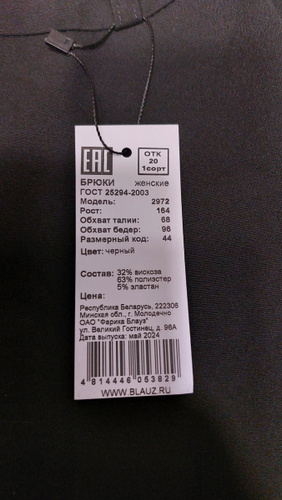 EAC
ОТК
20
1сорт
БРЮКИ женские
ГОСТ 25294-2003
Модель: 2972
Рост: 164
Обхват талии: 68
Обхват бедер: 96
Размерный код: 44
Цвет: черный
Состав: 32% вискоза
63% полиэстер
5% эластан
Цена:
Республика Беларусь, 222306
Минская обл., г. Молодечно
ОАО "Фарика Блауз"
ул. Великий Гостинец, д. 96А
Дата выпуска: май 2024
4 814446 053829
WWW.BLAUZ.RU